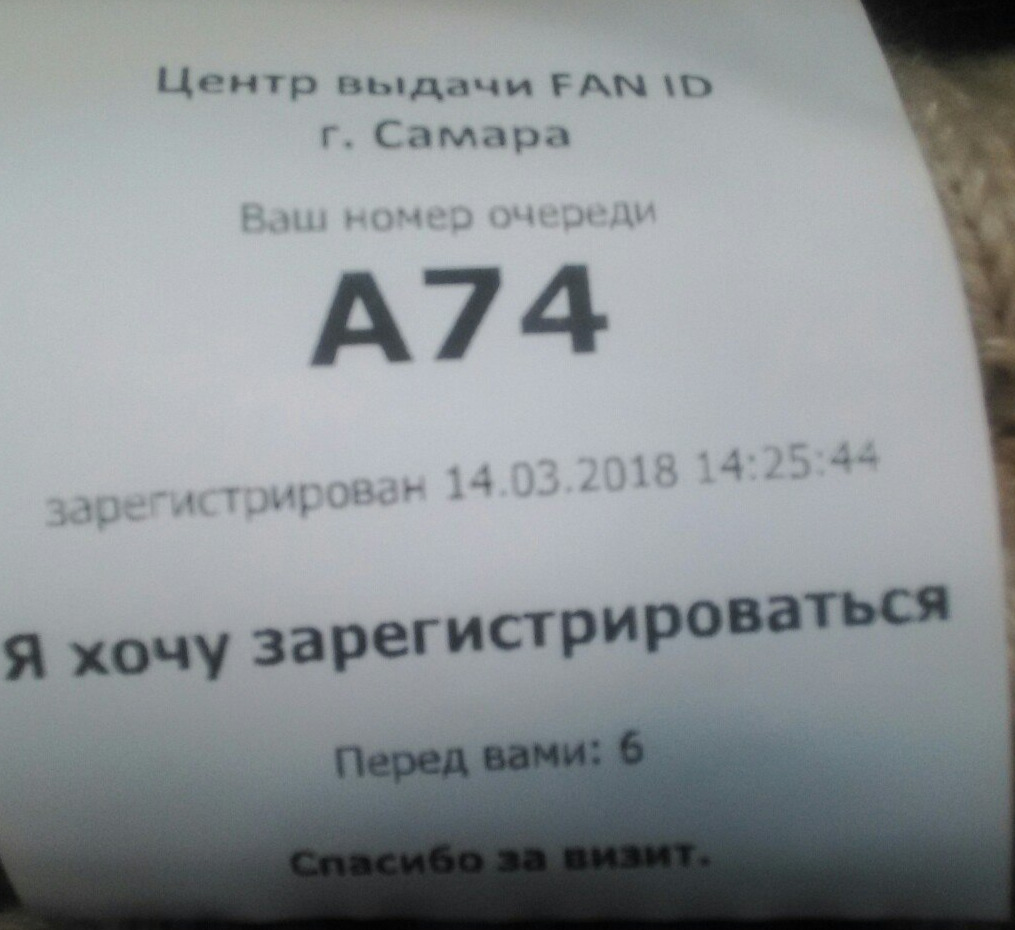 Центр выдачи FAN ID
г. Самара
Ваш номер очереди
A74
зарегистрирован 14.03.2018 14:25:44
Я хочу зарегистрироваться
Перед вами: 6
Спасибо за визит.